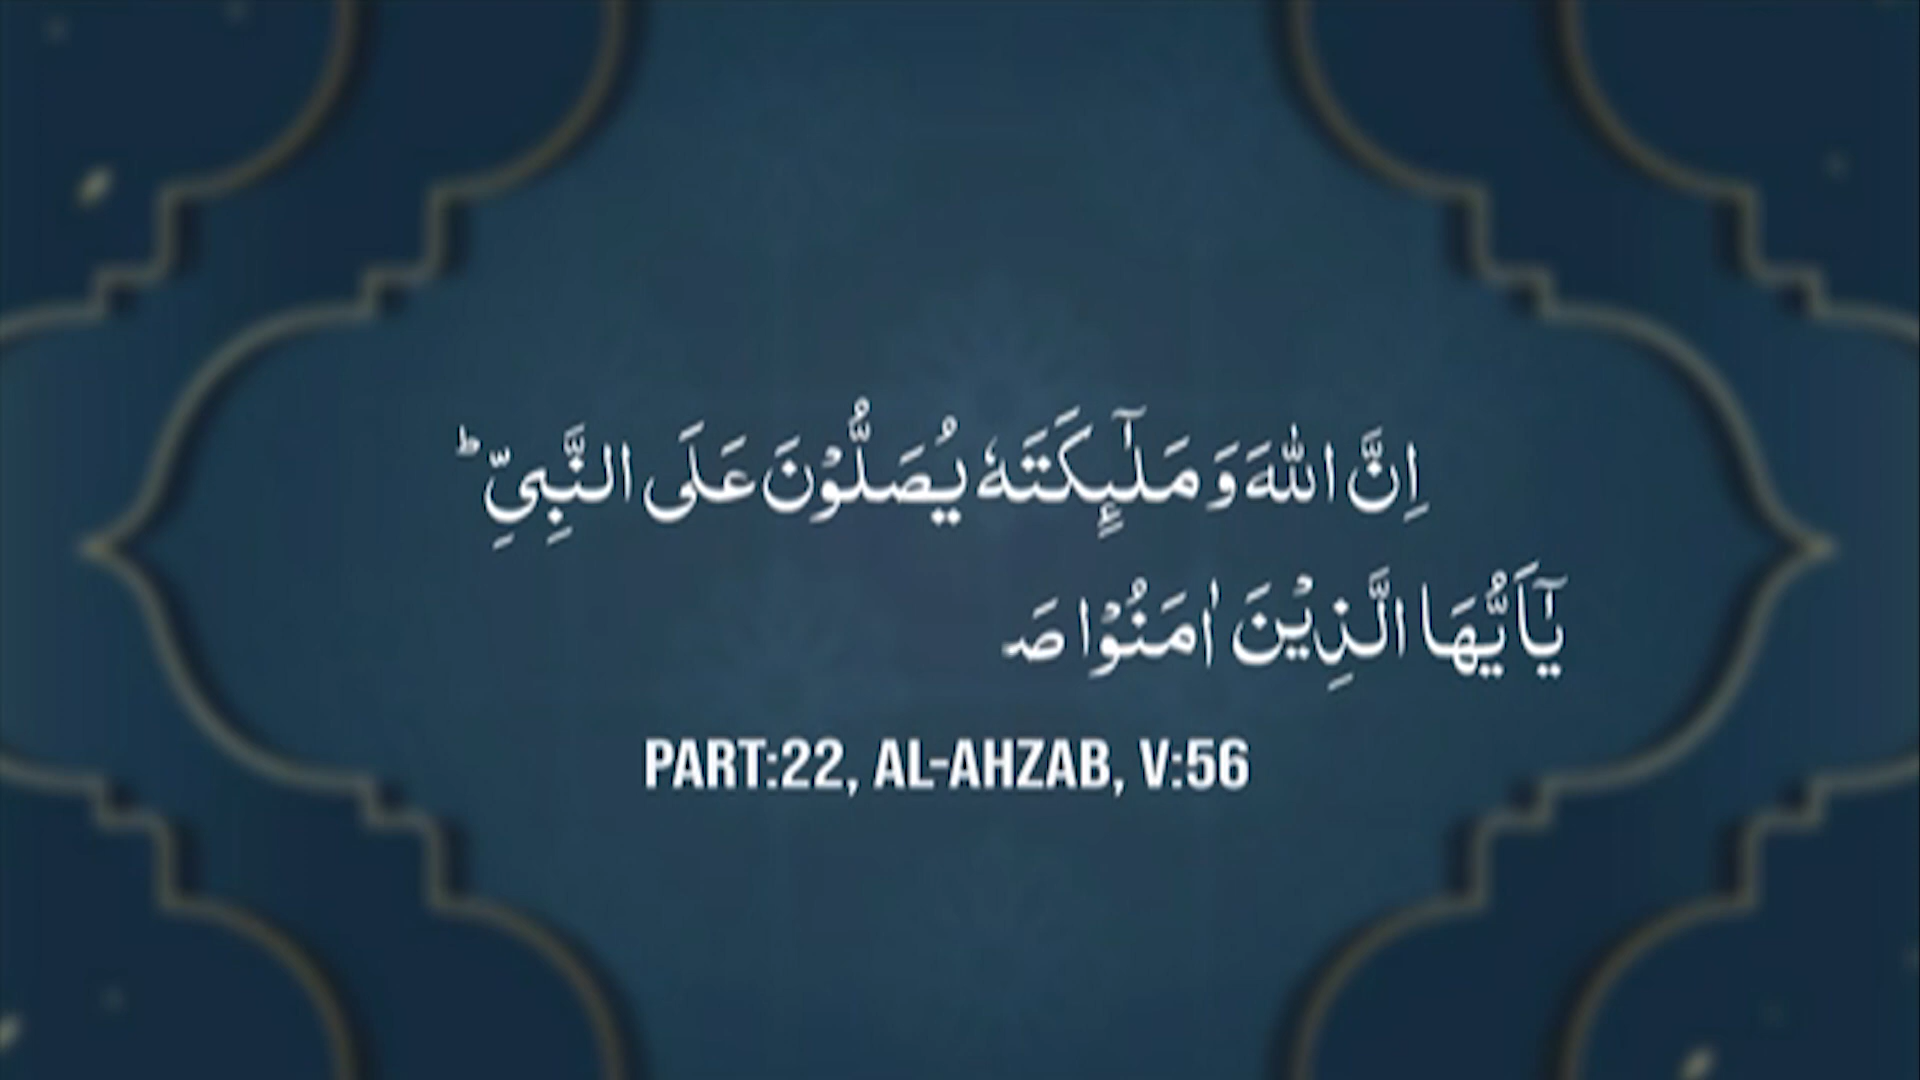 اِنَّ اللّٰهَ وَ مَلٰٓىِٕكَتَهٗ یُصَلُّوْنَ عَلَى النَّبِیِّؕ
یٰۤاَیُّهَا الَّذِیْنَ اٰمَنُوْا صَ
PART:22, AL-AHZAB, V:56